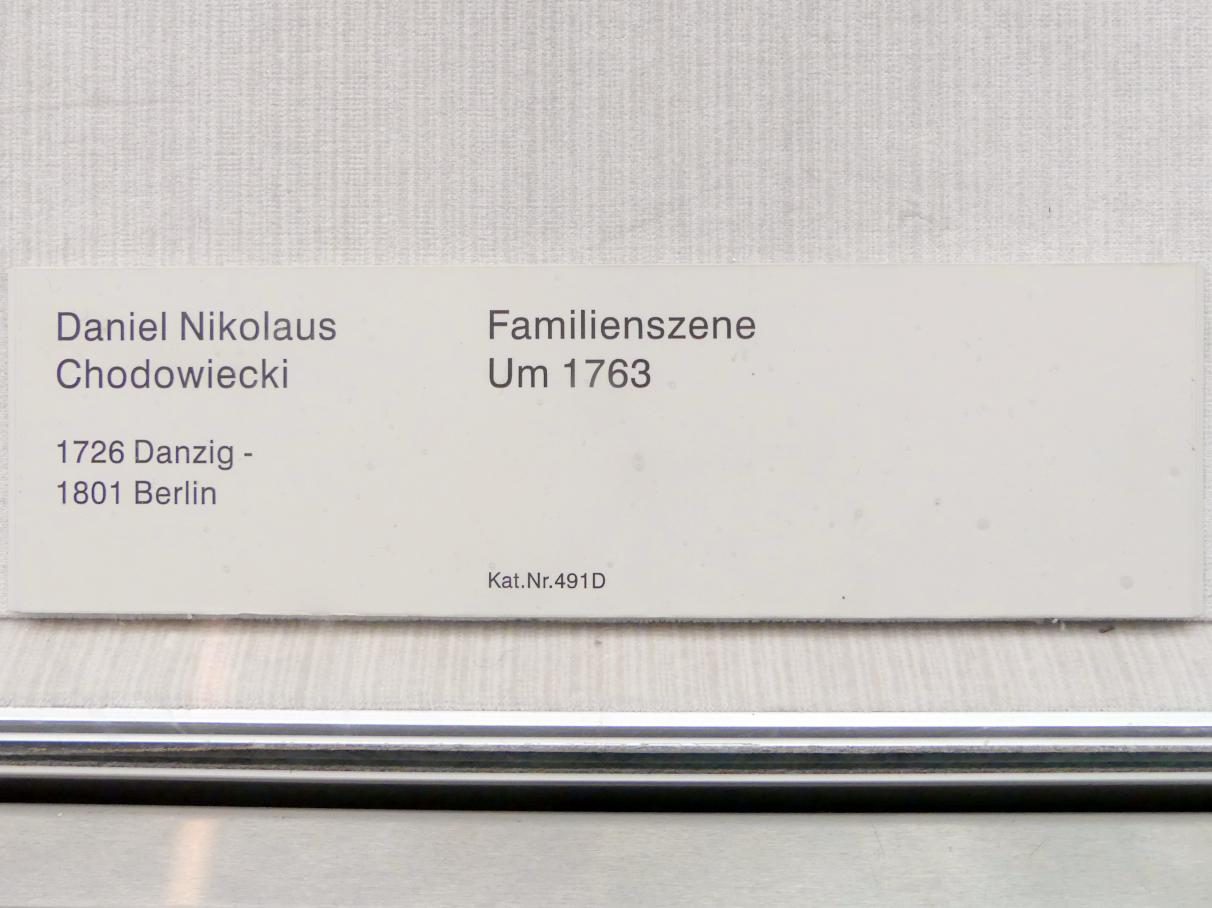 Daniel Nikolaus
Chodowiecki
1726 Danzig -
1801 Berlin
Familienszene
Um 1763
Kat.Nr.491D